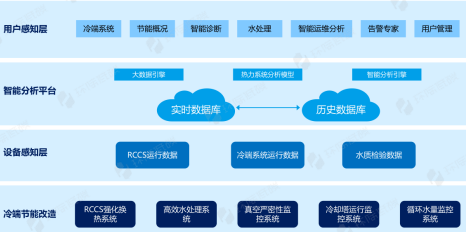 用户感知层
冷端系统
节能概况
智能诊断
水处理
智能运维分析
告警专家
用户管理
智能分析平台
大数据引擎
热力系统分析模型
智能分析引擎
实时数据库
历史数据库
设备感知层
RCCS运行数据
冷端系统运行数据
水质检验数据
冷端节能改造
RCCS强化换
热系统
高效水处理系
统
真空严密性监
控系统
冷却塔运行监
控系统
循环水量监控
系统